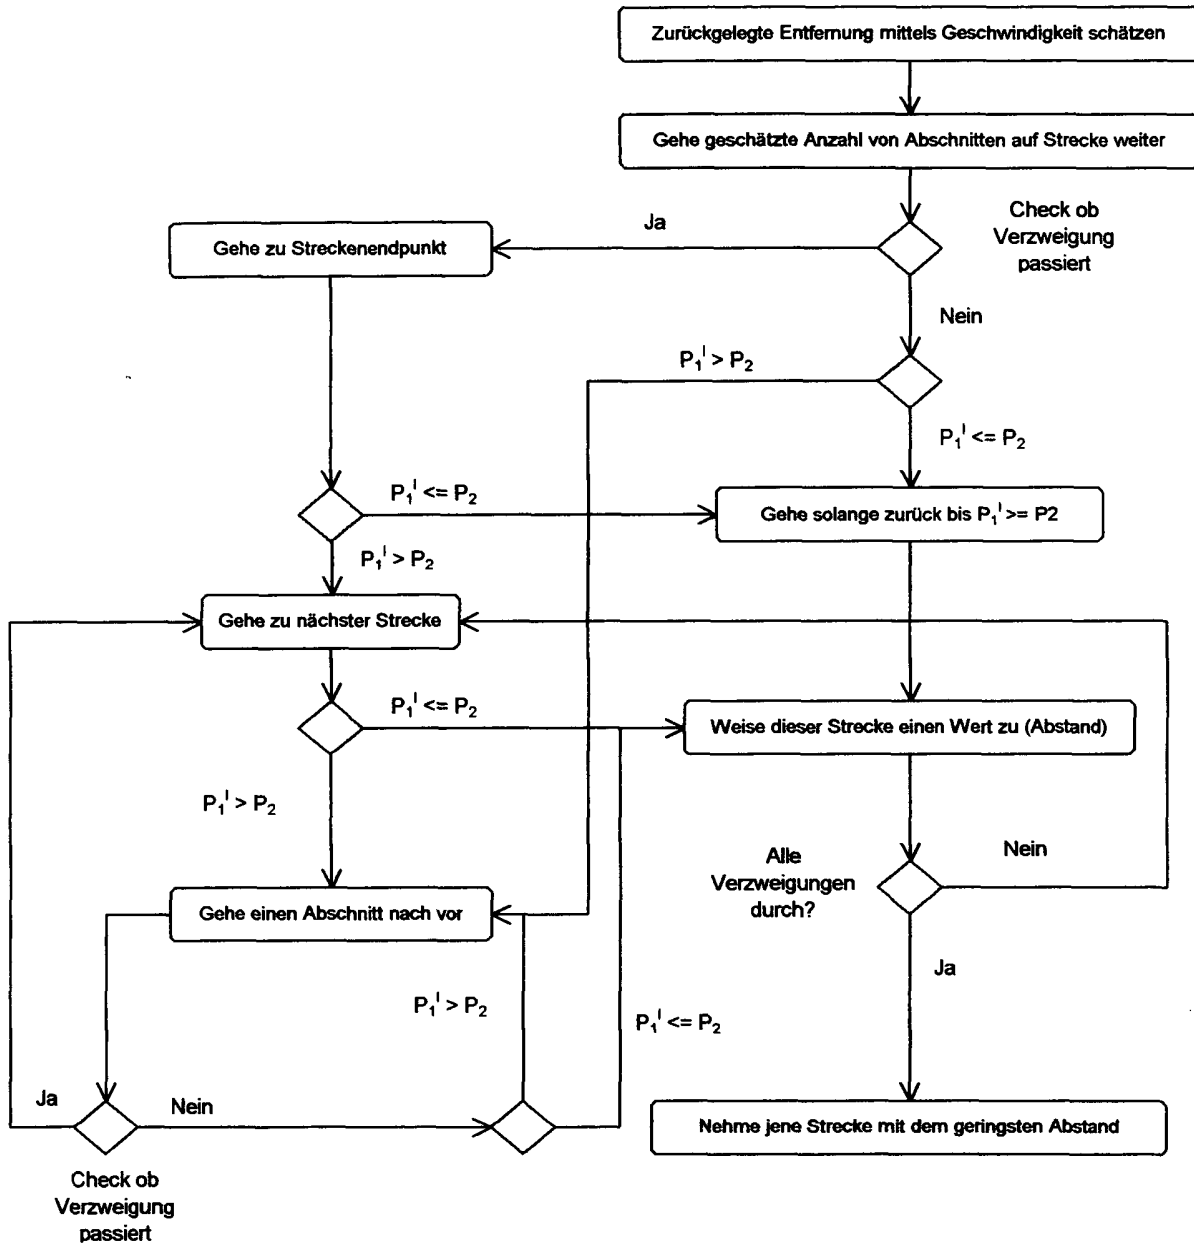 Zurückgelegte Entfernung mittels Geschwindigkeit schätzen
Gehe geschätzte Anzahl von Abschnitten auf Strecke weiter
Check ob
Verzweigung
passiert
Ja
Gehe zu Streckenendpunkt
Nein
P₁ᴵ > P₂
P₁ᴵ <= P₂
P₁ᴵ <= P₂
Gehe solange zurück bis P₁ᴵ >= P2
P₁ᴵ > P₂
Gehe zu nächster Strecke
P₁ᴵ <= P₂
Weise dieser Strecke einen Wert zu (Abstand)
P₁ᴵ > P₂
Alle
Verzweigungen
durch?
Nein
Gehe einen Abschnitt nach vor
Ja
P₁ᴵ > P₂
P₁ᴵ <= P₂
Ja
Nein
Nehme jene Strecke mit dem geringsten Abstand
Check ob
Verzweigung
passiert